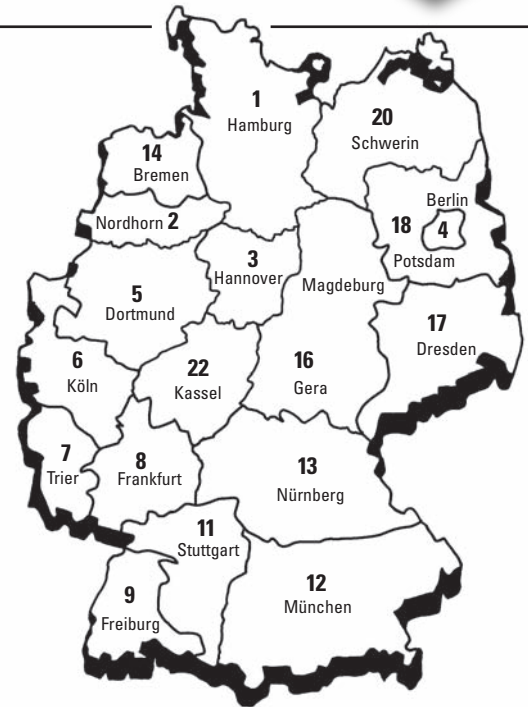 1
Hamburg
20
Schwerin
14
Bremen
Berlin
Nordhorn 2
18
4
3
Hannover
Potsdam
Magdeburg
5
Dortmund
17
Dresden
6
Köln
22
Kassel
16
Gera
7
Trier
8
Frankfurt
13
Nürnberg
11
Stuttgart
12
München
9
Freiburg